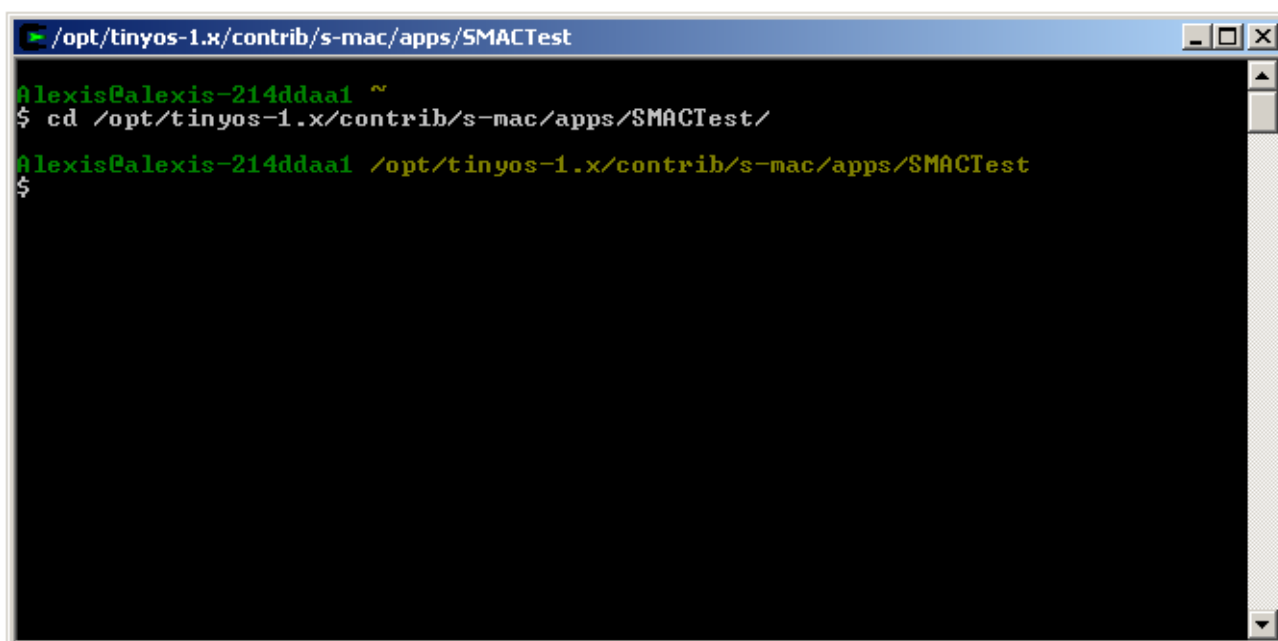 /opt/tinyos-1.x/contrib/s-mac/apps/SMACTest
Alexis@alexis-214ddaa1 ~
$ cd /opt/tinyos-1.x/contrib/s-mac/apps/SMACTest/
Alexis@alexis-214ddaa1 /opt/tinyos-1.x/contrib/s-mac/apps/SMACTest
$